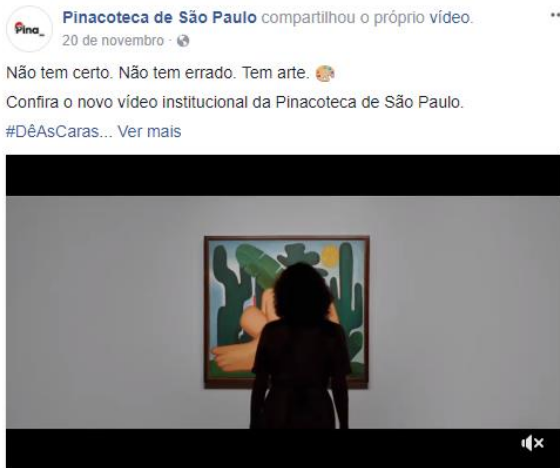 Pina_
Pinacoteca de São Paulo compartilhou o próprio vídeo.
20 de novembro ·
Não tem certo. Não tem errado. Tem arte. 🎨
Confira o novo vídeo institucional da Pinacoteca de São Paulo.
#DêAsCaras... Ver mais